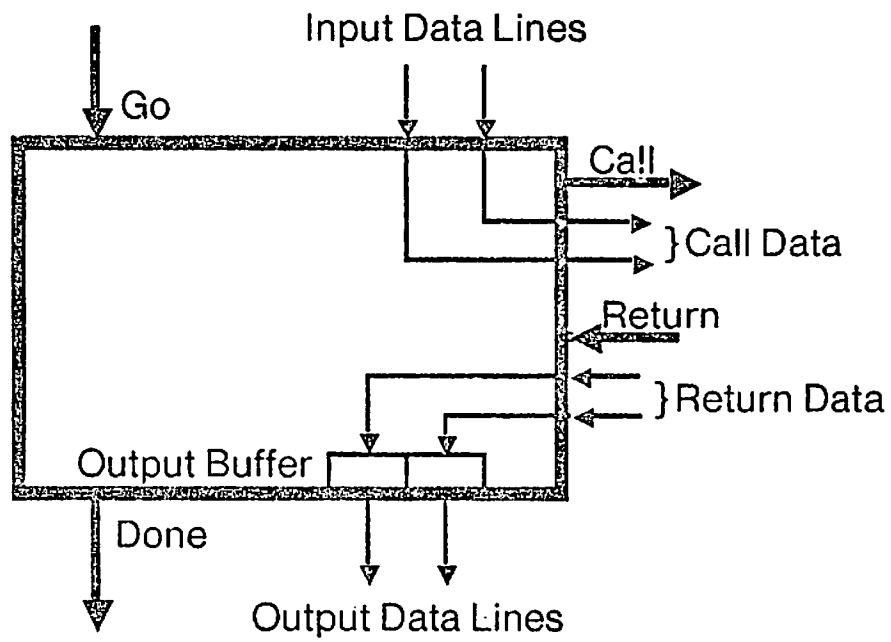 Input Data Lines
Go
Call
} Call Data
Return
} Return Data
Output Buffer
Done
Output Data Lines